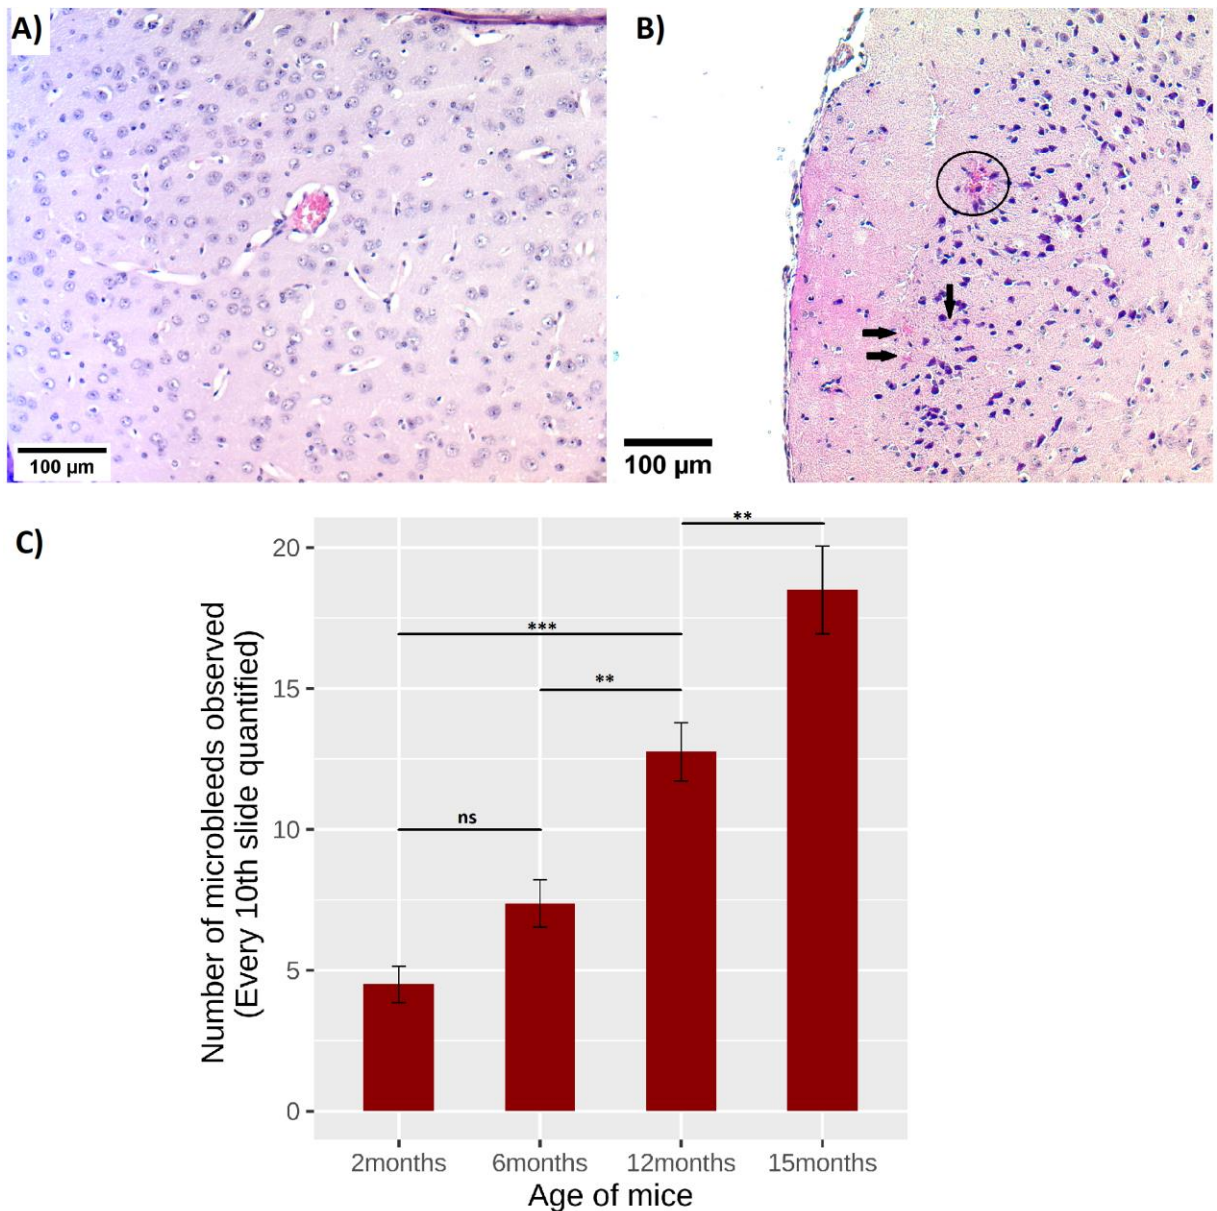 A)
B)
100 µm
100 µm
C)
Number of microbleeds observed
(Every 10th slide quantified)
20
15
10
5
0
**
***
**
ns
2months
6months
12months
15months
Age of mice